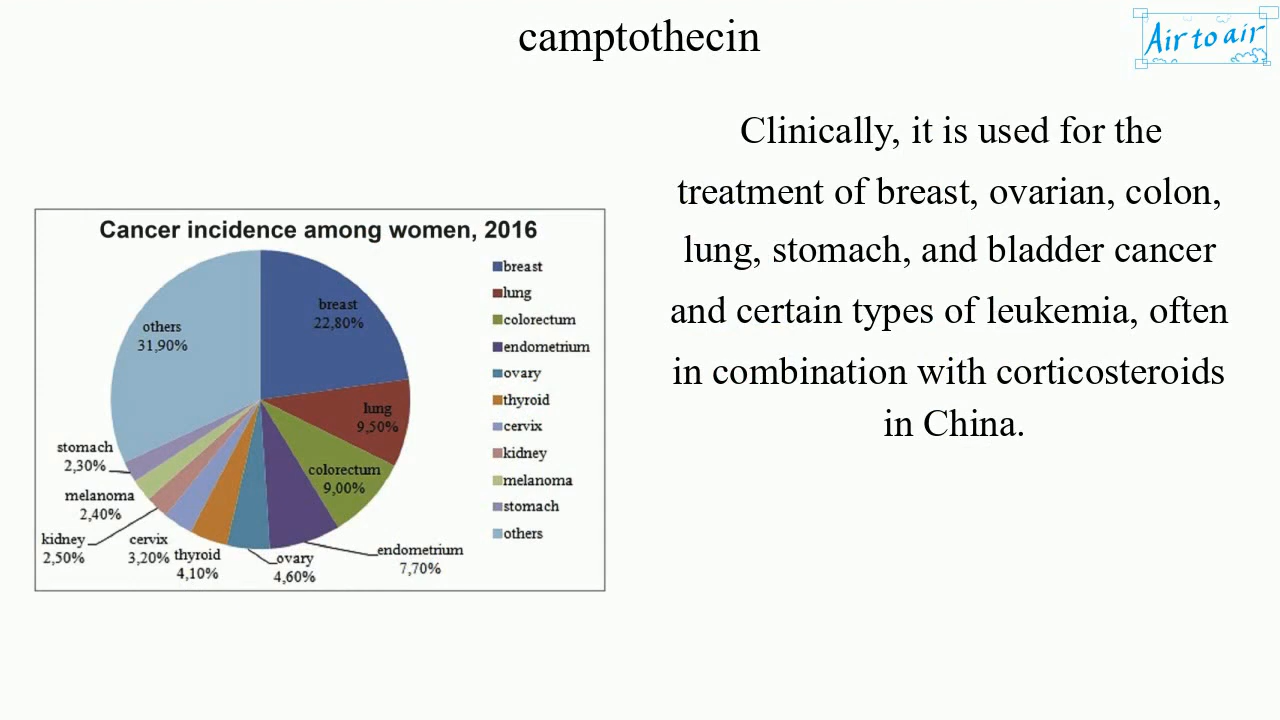 camptothecin
Air to air
Clinically, it is used for the
treatment of breast, ovarian, colon,
lung, stomach, and bladder cancer
and certain types of leukemia, often
in combination with corticosteroids
in China.
Cancer incidence among women, 2016
breast
22,80%
lung
9,50%
colorectum
9,00%
endometrium
7,70%
ovary
4,60%
thyroid
4,10%
cervix
3,20%
kidney
2,50%
melanoma
2,40%
stomach
2,30%
others
31,90%
breast
lung
colorectum
endometrium
ovary
thyroid
cervix
kidney
melanoma
stomach
others